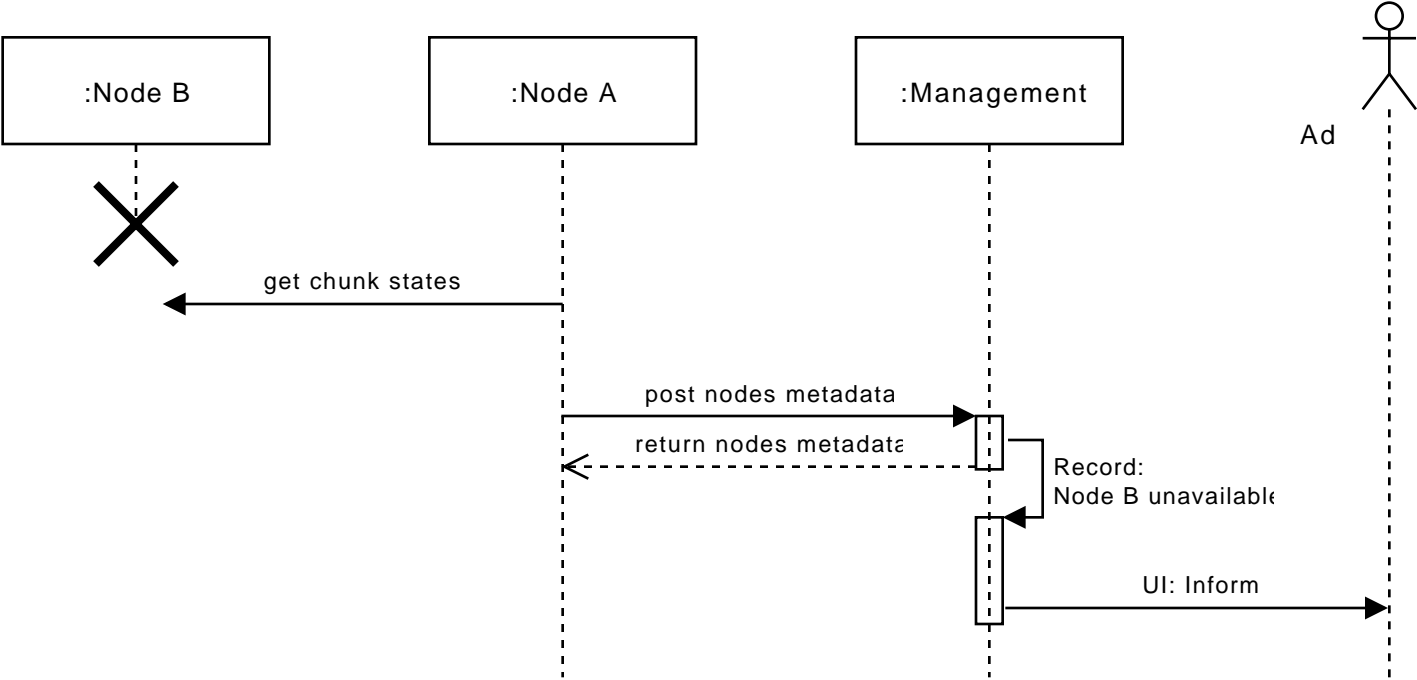 :Node B
:Node A
:Management
Ad
get chunk states
post nodes metadata
return nodes metadata
Record:
Node B unavailable
UI: Inform